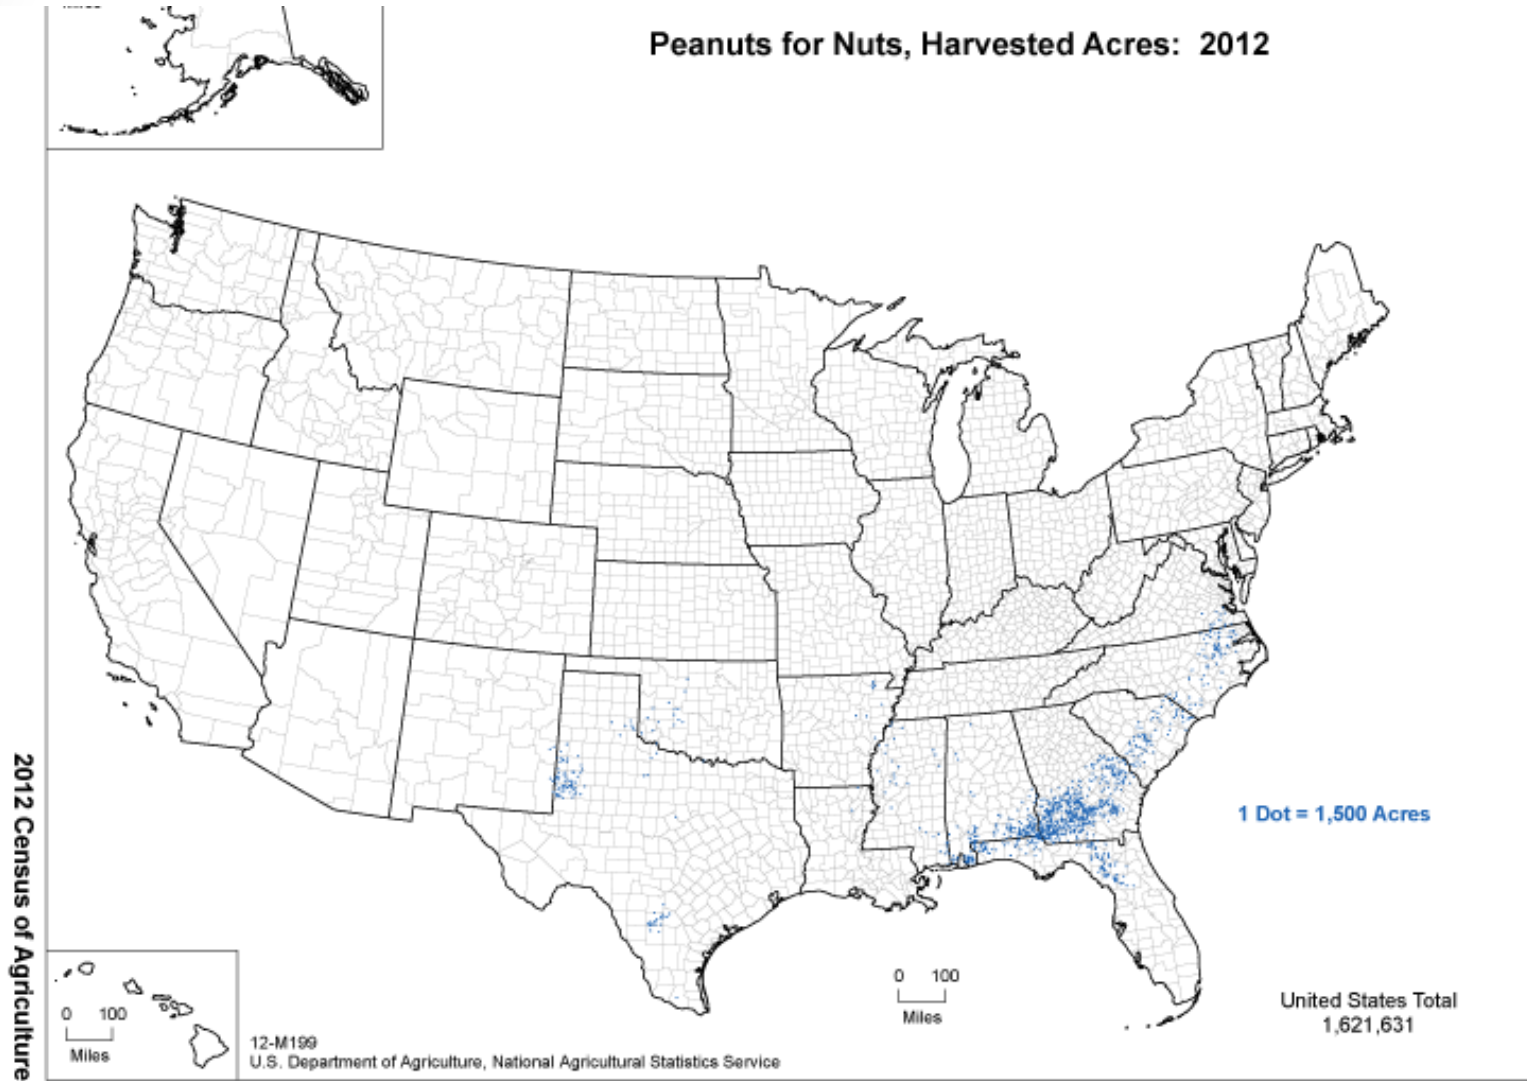 Peanuts for Nuts, Harvested Acres: 2012
1 Dot = 1,500 Acres
2012 Census of Agriculture
0 100
Miles
0 100
Miles
United States Total
1,621,631
12-M199
U.S. Department of Agriculture, National Agricultural Statistics Service